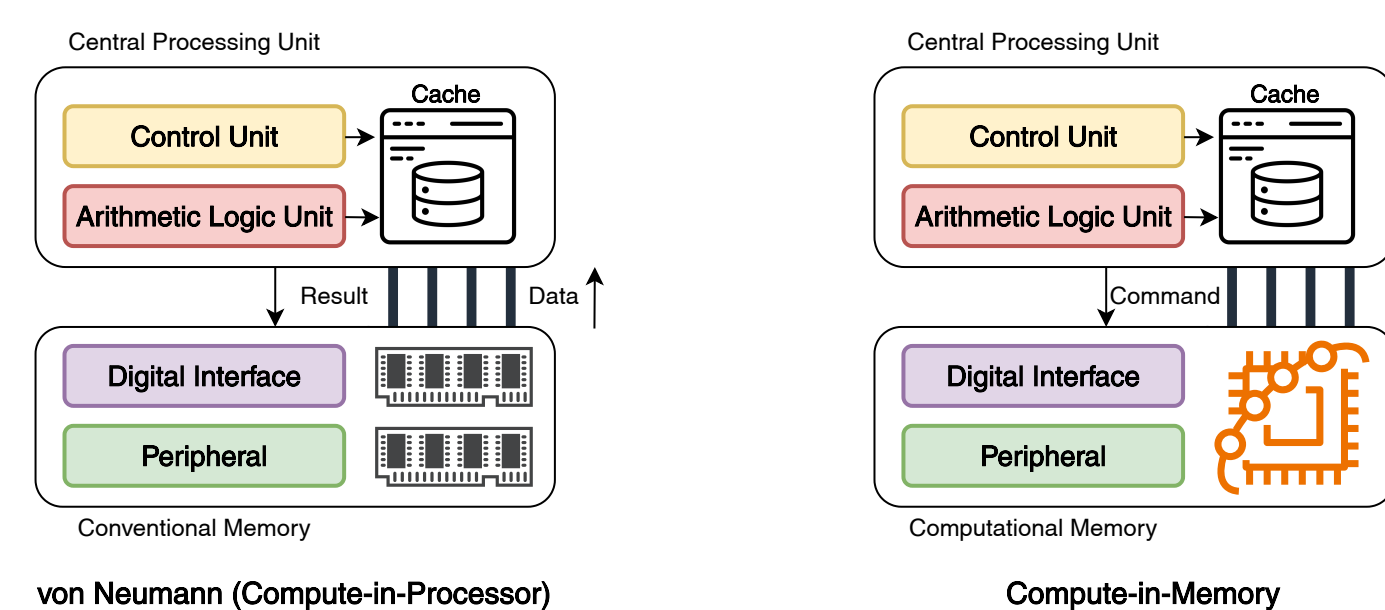 Central Processing Unit
Cache
Control Unit
Arithmetic Logic Unit
Result
Data
Digital Interface
Peripheral
Conventional Memory
von Neumann (Compute-in-Processor)
Central Processing Unit
Cache
Control Unit
Arithmetic Logic Unit
Command
Digital Interface
Peripheral
Computational Memory
Compute-in-Memory